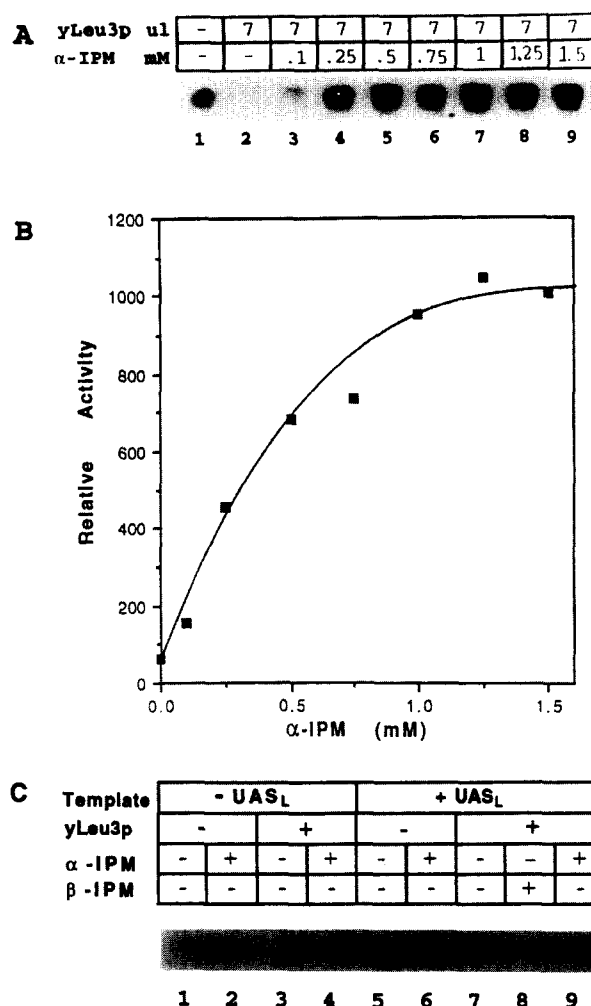 A
yLeu3p ul - 7 7 7 7 7 7 7 7
α-IPM mM - - .1 .25 .5 .75 1 1.25 1.5
1 2 3 4 5 6 7 8 9
B
1200
1000
800
600
400
200
0
Relative Activity
0.0 0.5 1.0 1.5
α-IPM (mM)
C
Template - UASL + UASL
yLeu3p - + - +
α-IPM - + - + - + - - +
β-IPM - - - - - - - + -
1 2 3 4 5 6 7 8 9